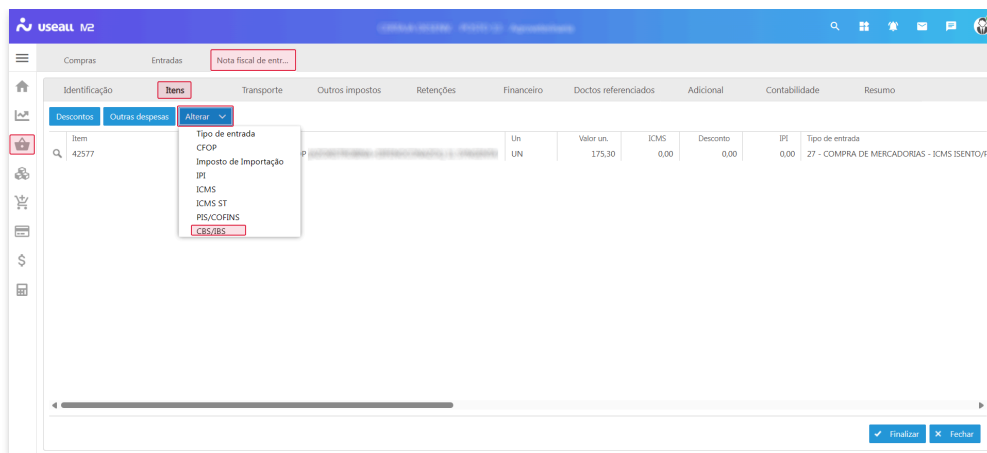 useall M2
Compras Entradas Nota fiscal de entr...
Identificação Itens Transporte Outros impostos Retenções Financeiro Doctos referenciados Adicional Contabilidade Resumo
Descontos Outras despesas Alterar
Item Un Valor un. ICMS Desconto IPI Tipo de entrada
42577 P UN 175,30 0,00 0,00 0,00 27 - COMPRA DE MERCADORIAS - ICMS ISENTO/
Tipo de entrada
CFOP
Imposto de Importação
IPI
ICMS
ICMS ST
PIS/COFINS
CBS/IBS
Finalizar Fechar